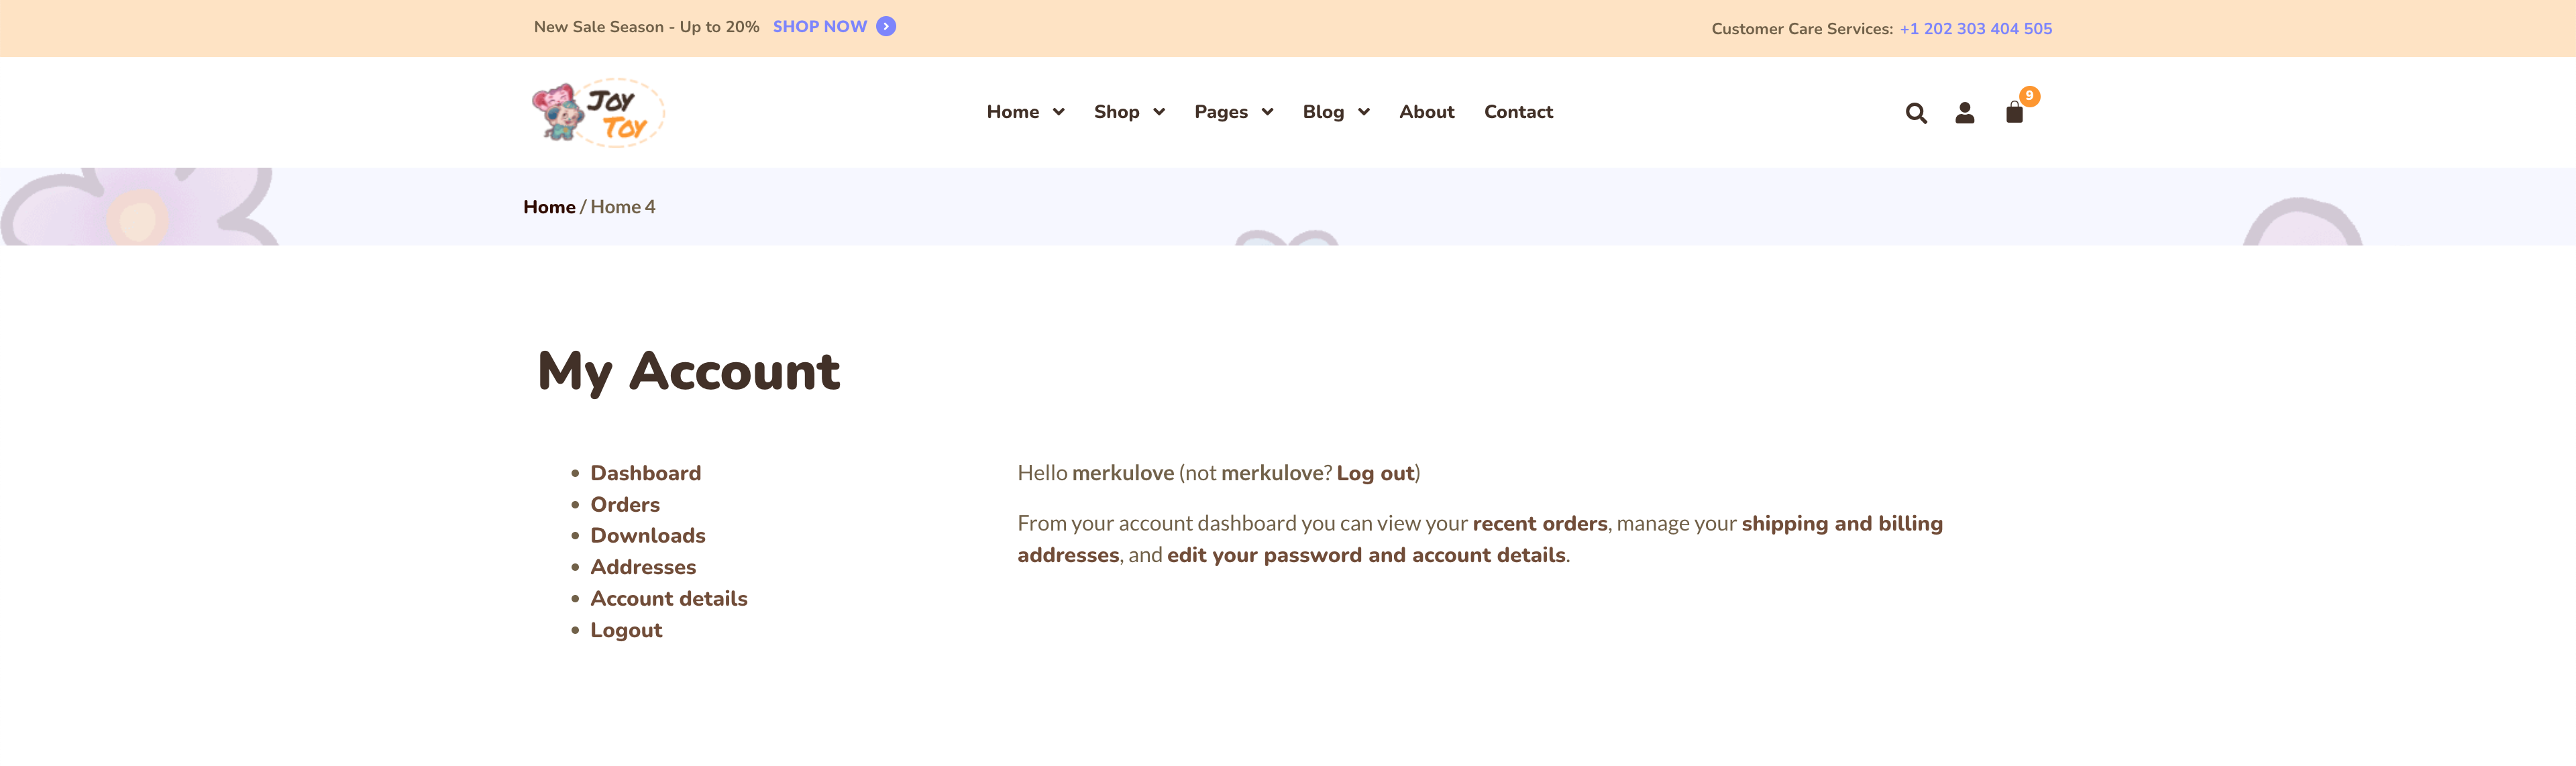 New Sale Season - Up to 20% SHOP NOW
Customer Care Services: +1 202 303 404 505
JOY
TOY
Home Shop Pages Blog About Contact
9
Home / Home 4
My Account
Dashboard
Orders
Downloads
Addresses
Account details
Logout
Hello merkulove (not merkulove? Log out)
From your account dashboard you can view your recent orders, manage your shipping and billing
addresses, and edit your password and account details.